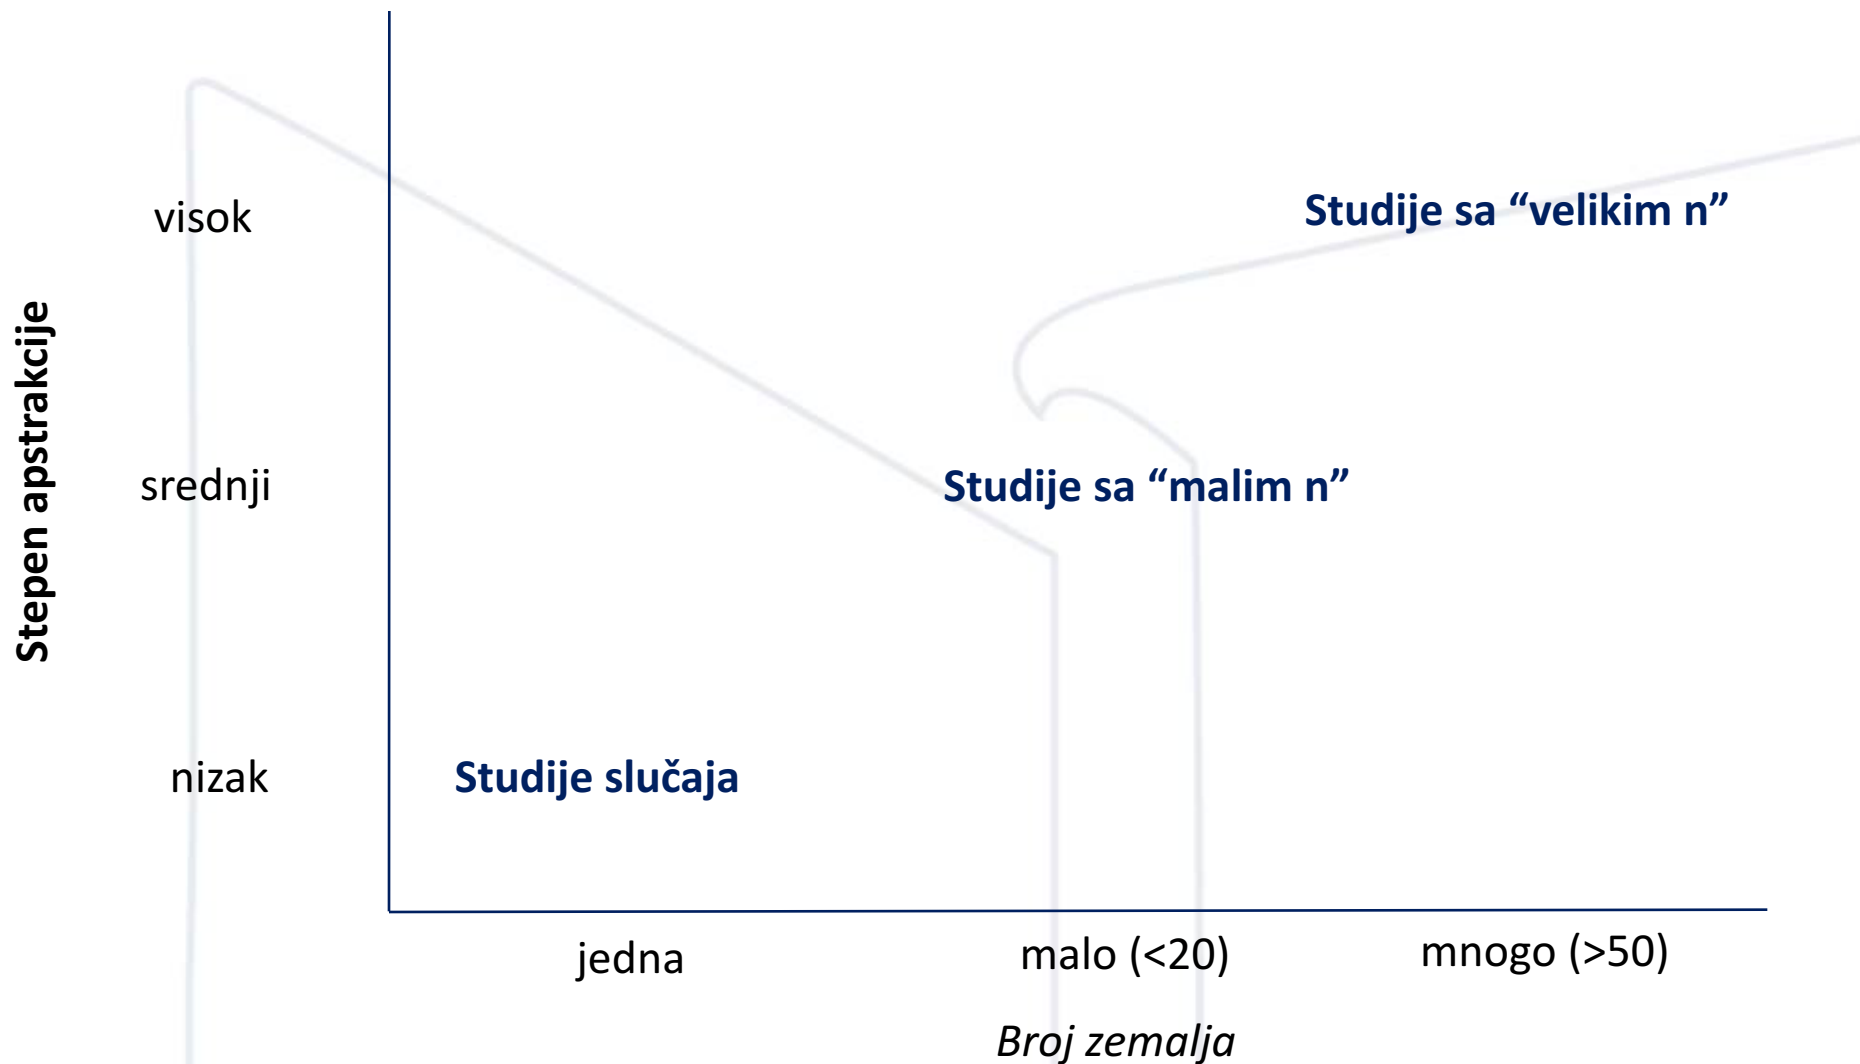 visok
Studije sa “velikim n”
Stepen apstrakcije
srednji
Studije sa “malim n”
nizak
Studije slučaja
jedna
malo (<20)
mnogo (>50)
Broj zemalja